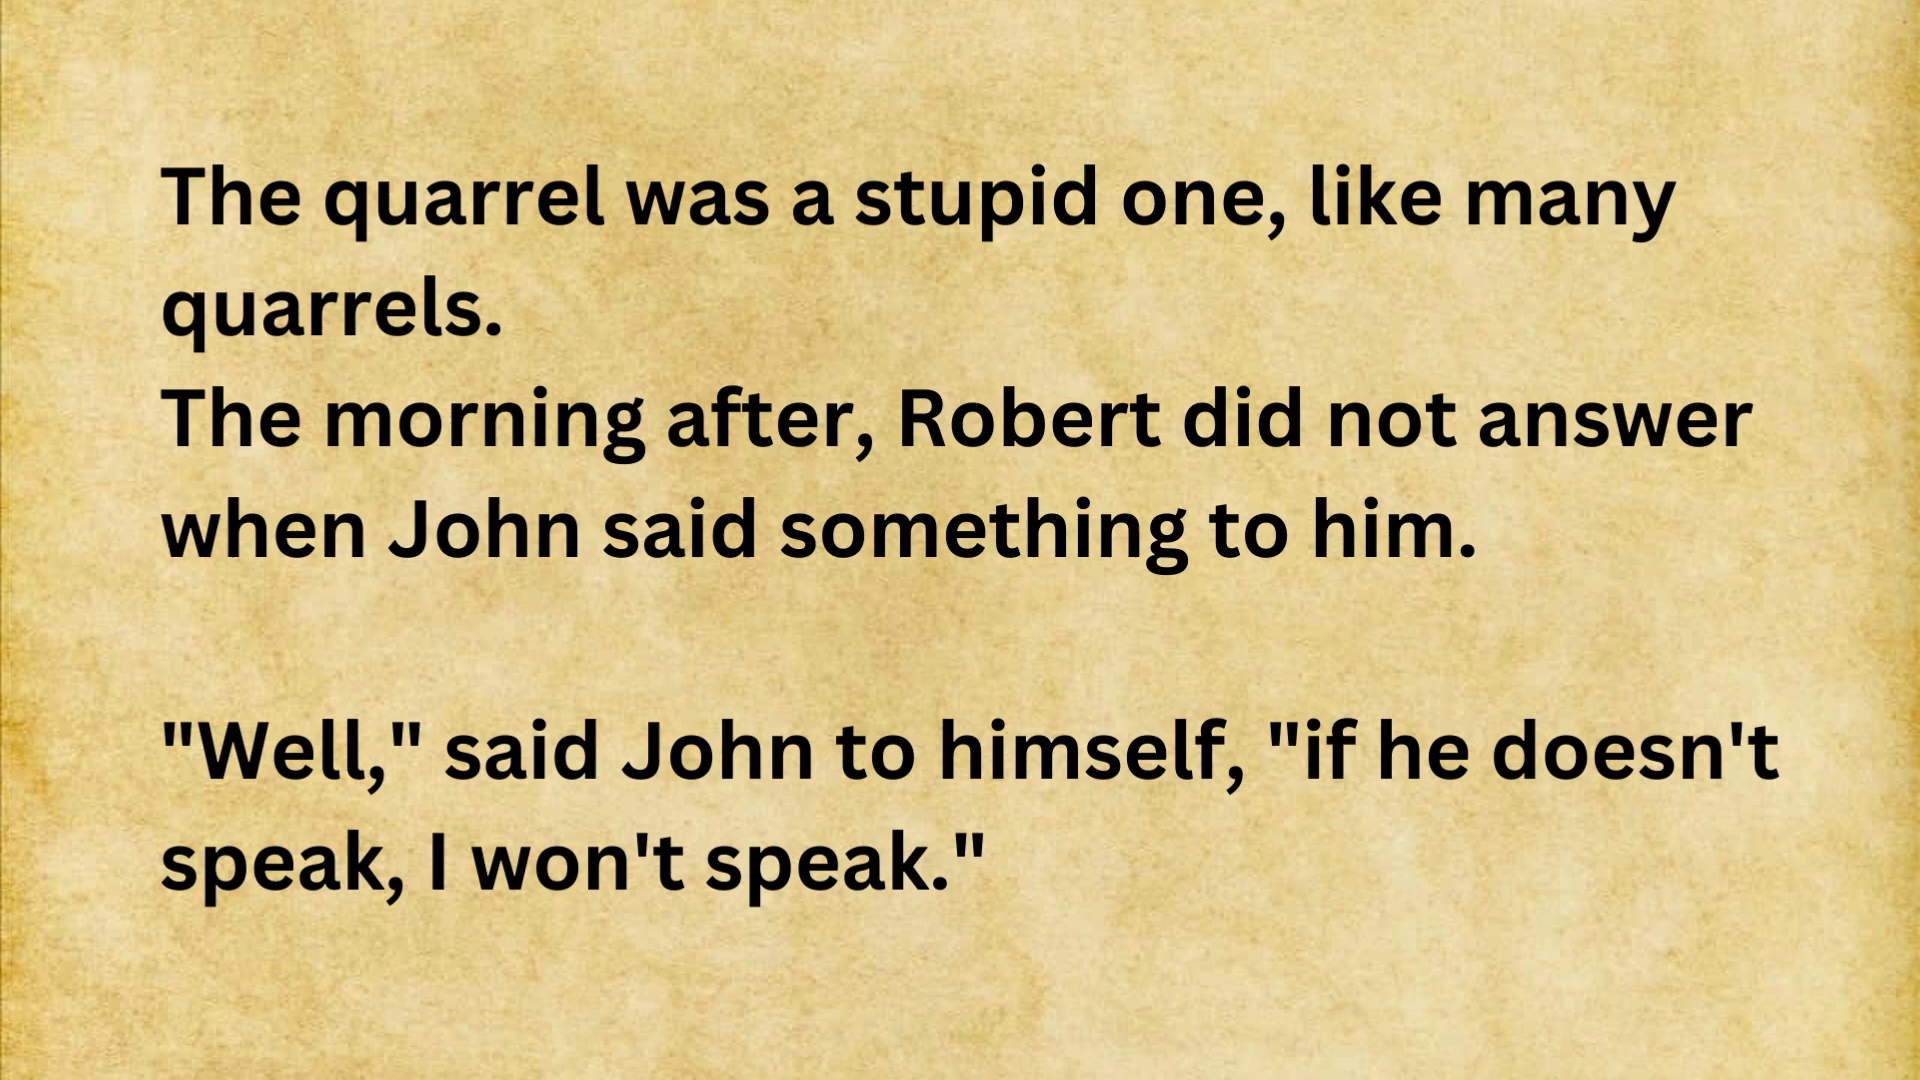 The quarrel was a stupid one, like many
quarrels.
The morning after, Robert did not answer
when John said something to him.
"Well," said John to himself, "if he doesn't
speak, I won't speak."